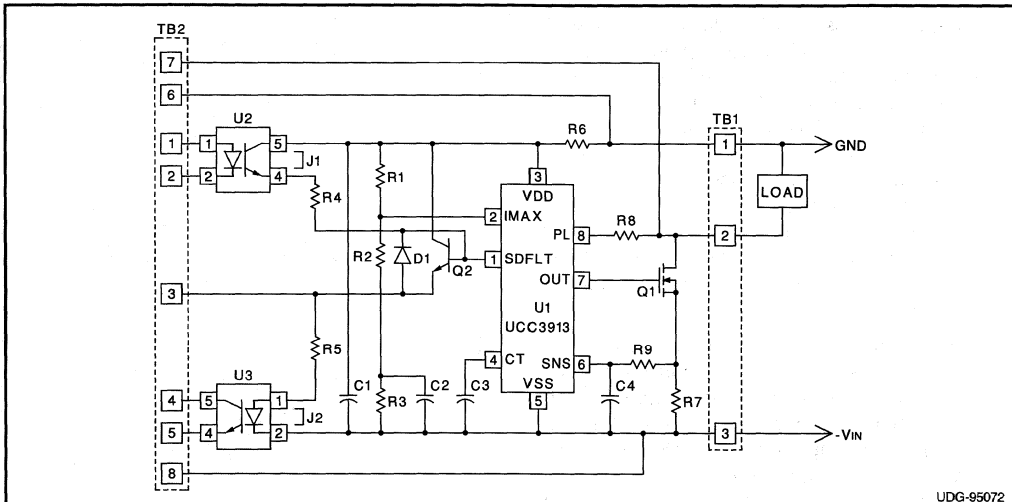 TB2
7
6
U2
1
1
5
J1
2
2
4
R4
R1
R6
TB1
1
GND
LOAD
3
VDD
2
IMAX
PL
8
R8
2
R2
D1
Q2
1
SDFLT
OUT
7
Q1
3
U1
UCC3913
R5
4
CT
SNS
6
R9
VSS
5
U3
4
5
1
J2
5
4
2
C1
R3
C2
C3
C4
R7
3
-VIN
8
UDG-95072